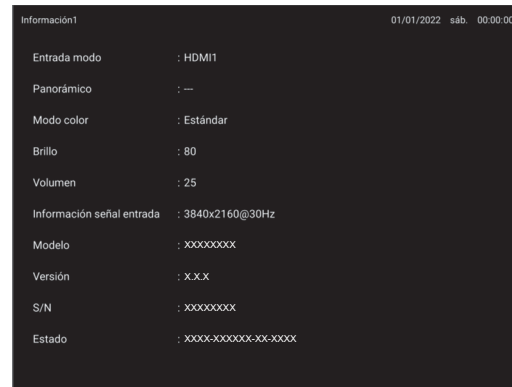 Información1 01/01/2022 sáb. 00:00:00
Entrada modo : HDMI1
Panorámico : ---
Modo color : Estándar
Brillo : 80
Volumen : 25
Información señal entrada : 3840x2160@30Hz
Modelo : XXXXXXXX
Versión : X.X.X
S/N : XXXXXXXX
Estado : XXXX-XXXXXX-XX-XXXX